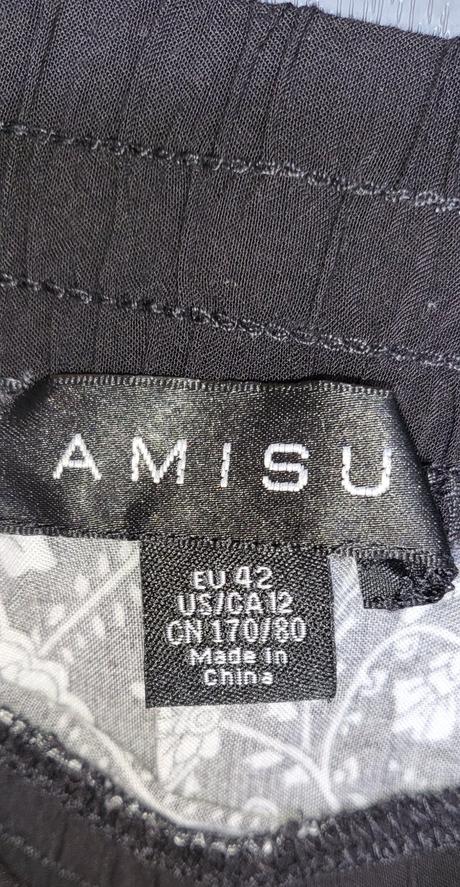 AMISU
EU 42
US/CA 12
CN 170/80
Made in
China